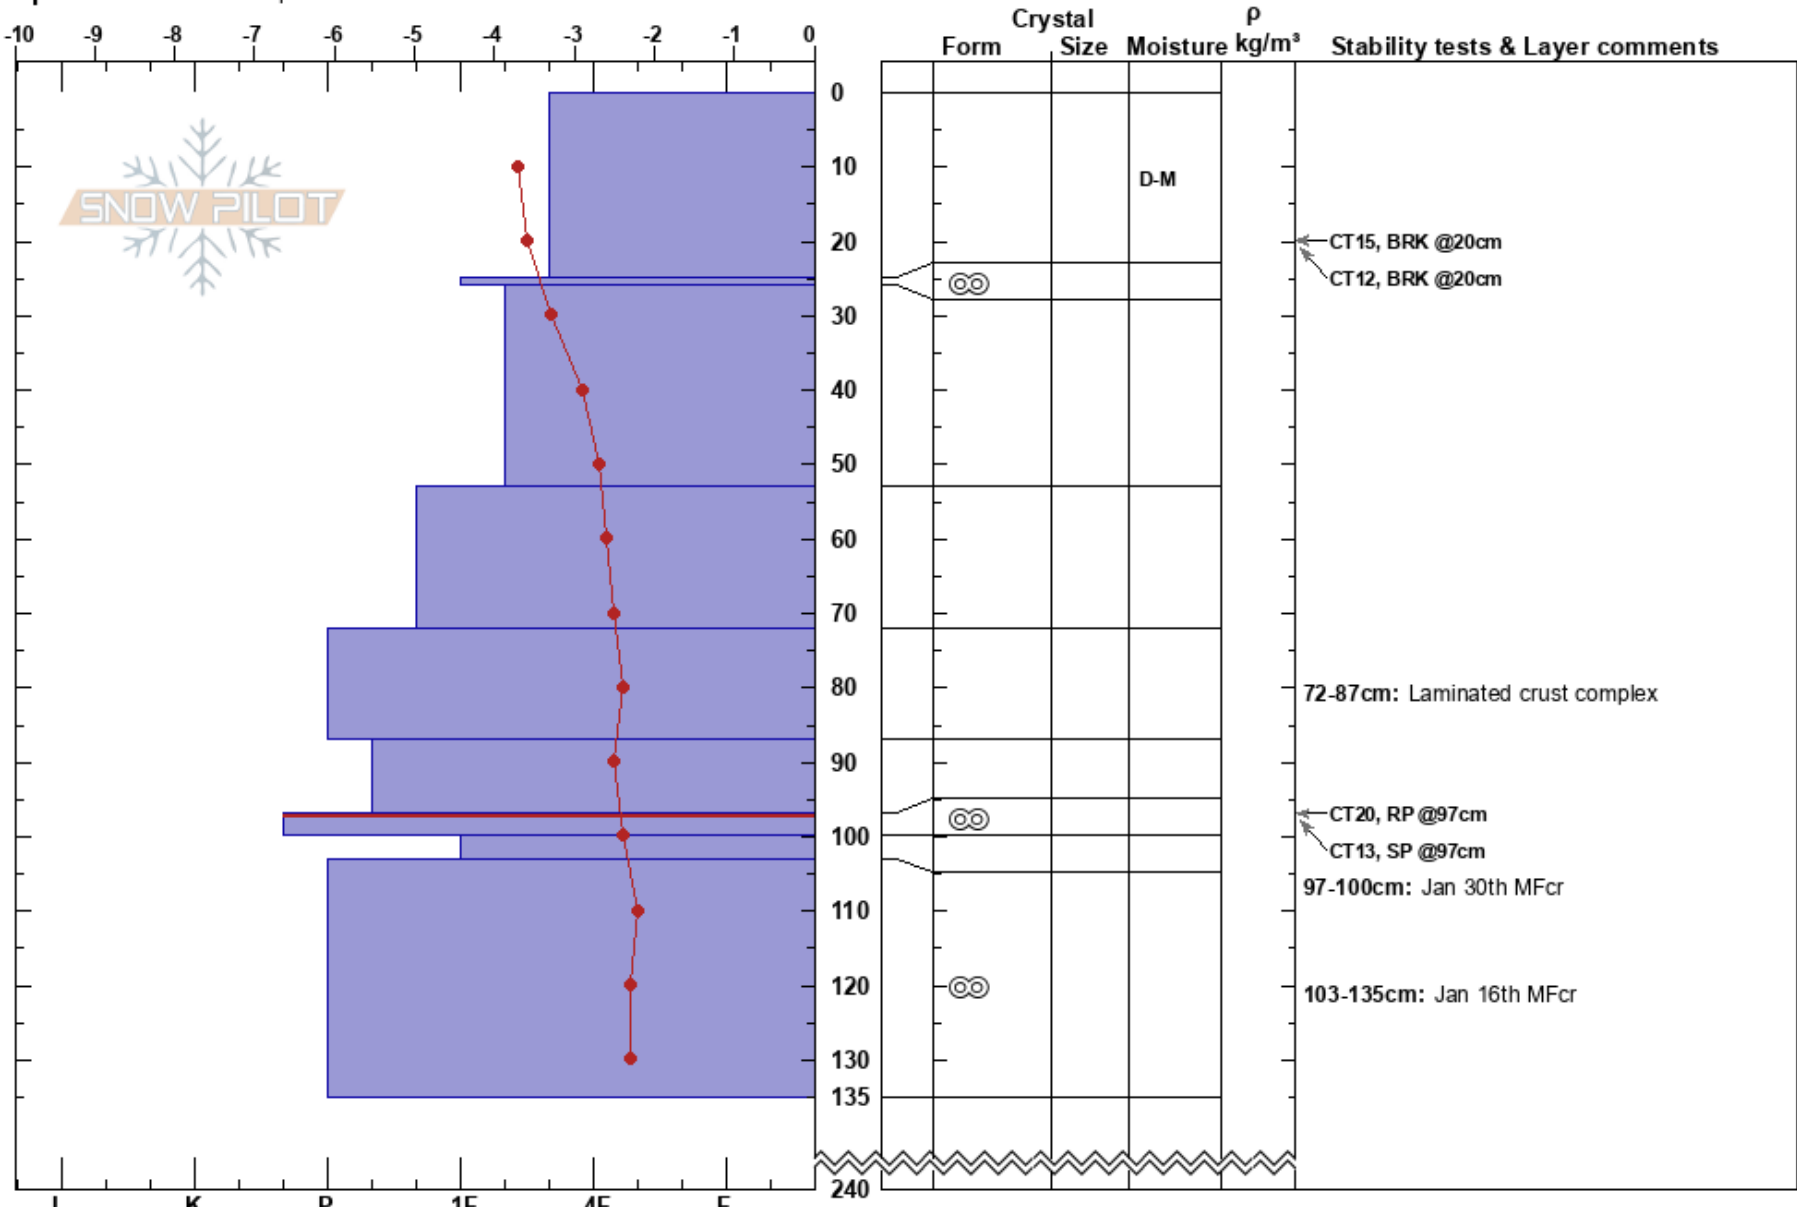 Crystal
ρ
-10 -9 -8 -7 -6 -5 -4 -3 -2 -1 0
Form Size Moisture kg/m³ Stability tests & Layer comments
0
10
D-M
SNOW PILOT
20
CT15, BRK @20cm
CT12, BRK @20cm
30
40
50
60
70
80
72-87cm: Laminated crust complex
90
CT20, RP @97cm
100
CT13, SP @97cm
97-100cm: Jan 30th MFcr
110
120
103-135cm: Jan 16th MFcr
130
135
240